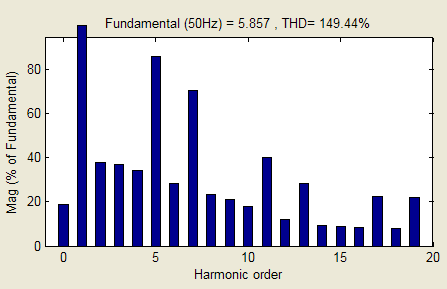 Fundamental (50Hz) = 5.857 , THD= 149.44%
80
60
40
20
0
Mag (% of Fundamental)
0 5 10 15 20
Harmonic order